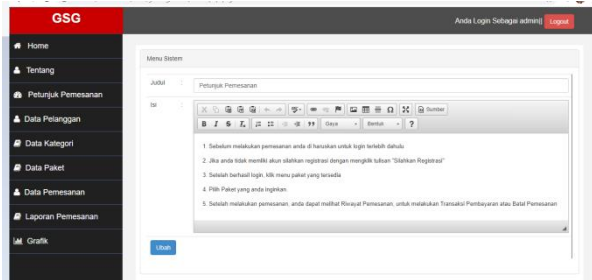 GSG
Anda Login Sebagai admin|| Logout
Home
Tentang
Petunjuk Pemesanan
Data Pelanggan
Data Kategori
Data Paket
Data Pemesanan
Laporan Pemesanan
Grafik
Menu Sistem
Judul : Petunjuk Pemesanan
Isi :
Sumber
B I S Tx Gaya Bentuk ?
1. Sebelum melakukan pemesanan anda di haruskan untuk login terlebih dahulu
2. Jika anda tidak memliki akun silahkan registrasi dengan mengklik tulisan "Silahkan Registrasi"
3. Setelah berhasil login, klik menu paket yang tersedia
4. Pilih Paket yang anda inginkan.
5. Setelah melakukan pemesanan, anda dapat melihat Riwayat Pemesanan, untuk melakukan Transaksi Pembayaran atau Batal Pemesanan
Ubah